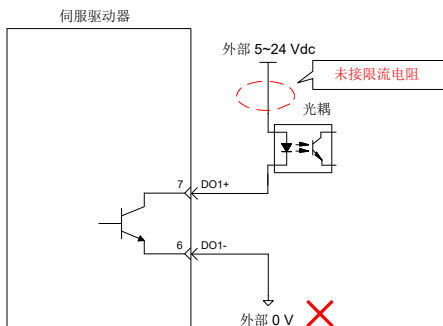 伺服驱动器
外部 5~24 Vdc
未接限流电阻
光耦
7 DO1+
6 DO1-
外部 0 V